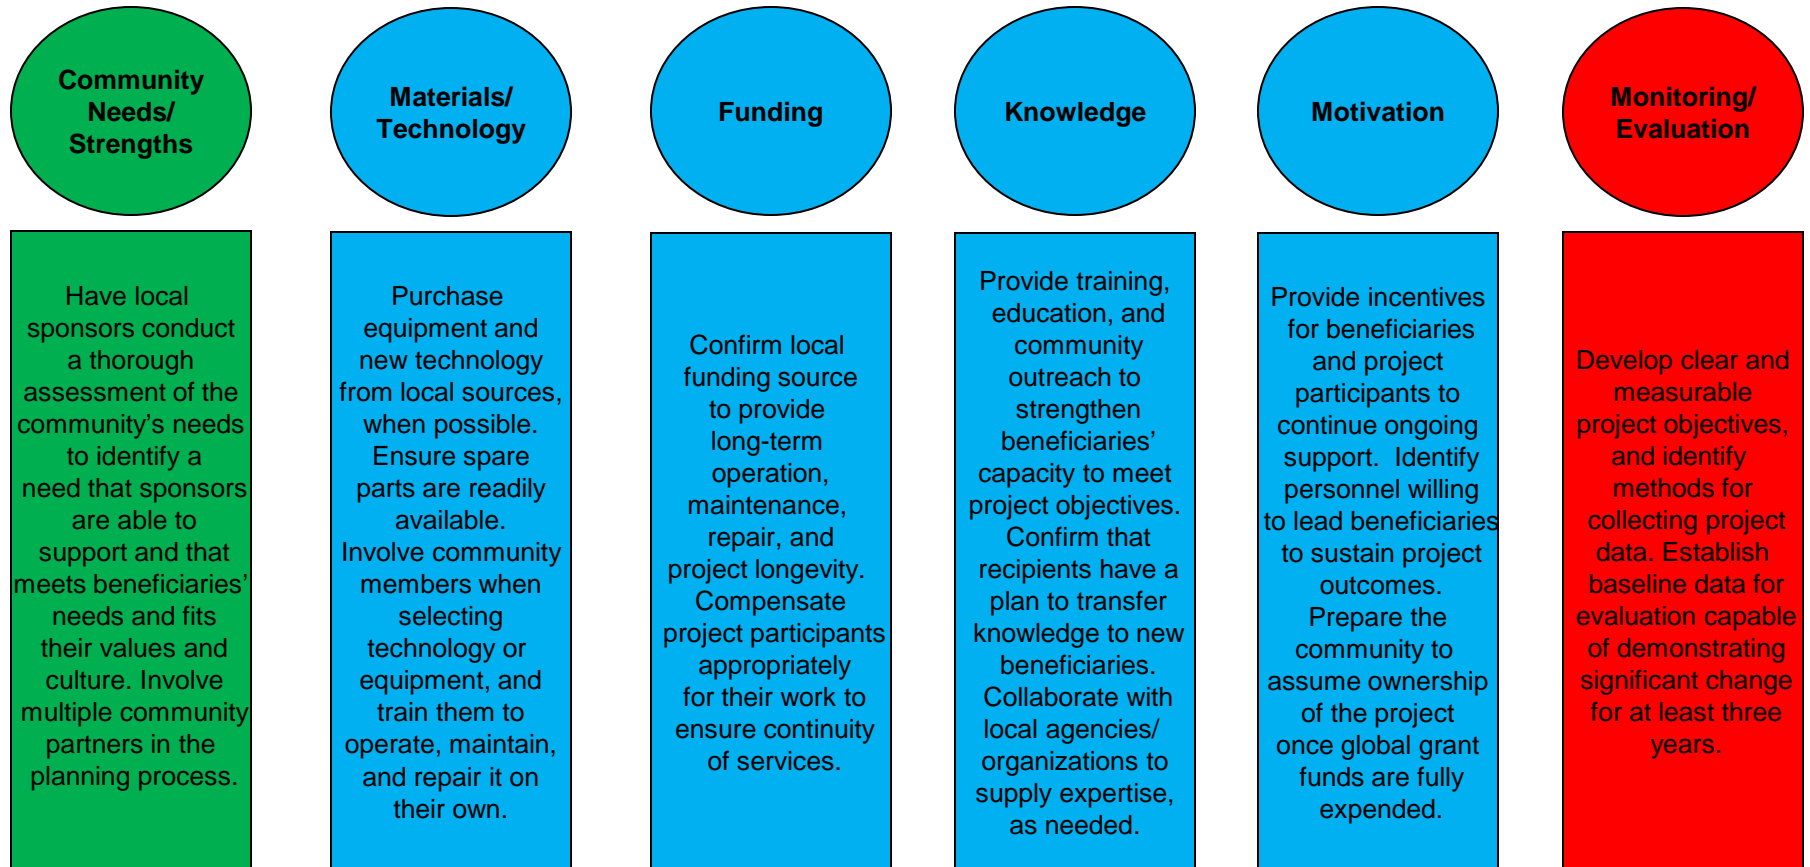 Community
Needs/
Strengths
Have local
sponsors conduct
a thorough
assessment of the
community’s needs
to identify a
need that sponsors
are able to
support and that
meets beneficiaries’
needs and fits
their values and
culture. Involve
multiple community
partners in the
planning process.
Materials/
Technology
Purchase
equipment and
new technology
from local sources,
when possible.
Ensure spare
parts are readily
available.
Involve community
members when
selecting
technology or
equipment, and
train them to
operate, maintain,
and repair it on
their own.
Funding
Confirm local
funding source
to provide
long-term
operation,
maintenance,
repair, and
project longevity.
Compensate
project participants
appropriately
for their work to
ensure continuity
of services.
Knowledge
Provide training,
education, and
community
outreach to
strengthen
beneficiaries’
capacity to meet
project objectives.
Confirm that
recipients have a
plan to transfer
knowledge to new
beneficiaries.
Collaborate with
local agencies/
organizations to
supply expertise,
as needed.
Motivation
Provide incentives
for beneficiaries
and project
participants to
continue ongoing
support.  Identify
personnel willing
to lead beneficiaries
to sustain project
outcomes.
Prepare the
community to
assume ownership
of the project
once global grant
funds are fully
expended.
Monitoring/
Evaluation
Develop clear and
measurable
project objectives,
and identify
methods for
collecting project
data. Establish
baseline data for
evaluation capable
of demonstrating
significant change
for at least three
years.